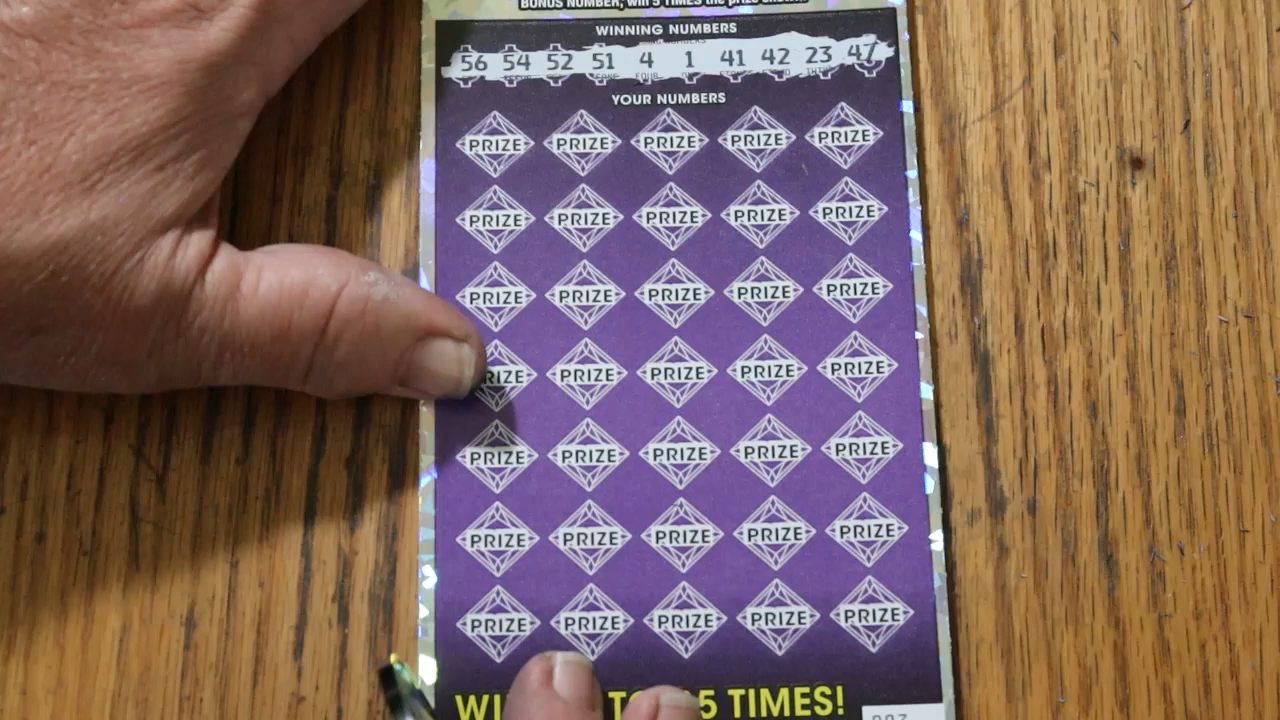 BONUS NUMBER, win 5 TIMES the prize shown.
WINNING NUMBERS
56 54 52 51 4 1 41 42 23 47
FOUR
YOUR NUMBERS
PRIZE PRIZE PRIZE PRIZE PRIZE
PRIZE PRIZE PRIZE PRIZE PRIZE
PRIZE PRIZE PRIZE PRIZE PRIZE
PRIZE PRIZE PRIZE PRIZE PRIZE
PRIZE PRIZE PRIZE PRIZE PRIZE
PRIZE PRIZE PRIZE PRIZE PRIZE
PRIZE PRIZE PRIZE PRIZE PRIZE
5 TIMES!